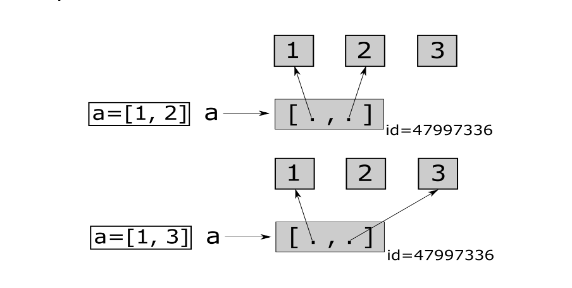 1 2 3
a=[1, 2] a [ . , . ]
id=47997336
1 2 3
a=[1, 3] a [ . , . ]
id=47997336